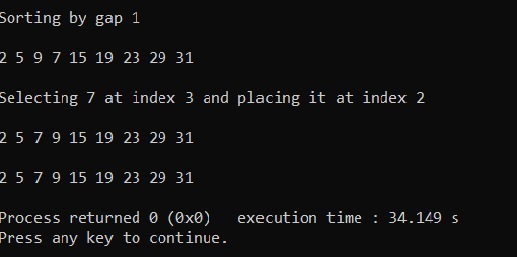 Sorting by gap 1
2 5 9 7 15 19 23 29 31
Selecting 7 at index 3 and placing it at index 2
2 5 7 9 15 19 23 29 31
2 5 7 9 15 19 23 29 31
Process returned 0 (0x0)   execution time : 34.149 s
Press any key to continue.